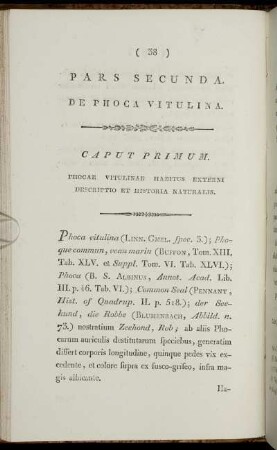 ( 38 )
PARS SECUNDA.
DE PHOCA VITULINA.
CAPUT PRIMUM.
PHOCAE VITULINAE HABITUS EXTERNI
DESCRIPTIO ET HISTORIA NATURALIS.
Phoca vitulina (LINN. GMEL. spec. 3.); Pho-
que commun, veau marin (BUFFON, Tom. XIII,
Tab. XLV. et Suppl. Tom. VI. Tab. XLVI.);
Phoca (B. S. ALBINUS, Annot. Acad. Lib.
III. p. 26, Tab. VI.); Common Seal (PENNANT,
Hist. of Quadrup. II. p. 518.); der See-
hund, die Robbe (BLUMENBACH, Abbild. n.
73.) nostratium Zeehond, Rob; ab aliis Pho-
carum auriculis destitutarum speciebus, generatim
differt corporis longitudine, quinque pedes vix ex-
cedente, et colore supra ex fusco-griseo, infra ma-
gis albicante.
Ha-